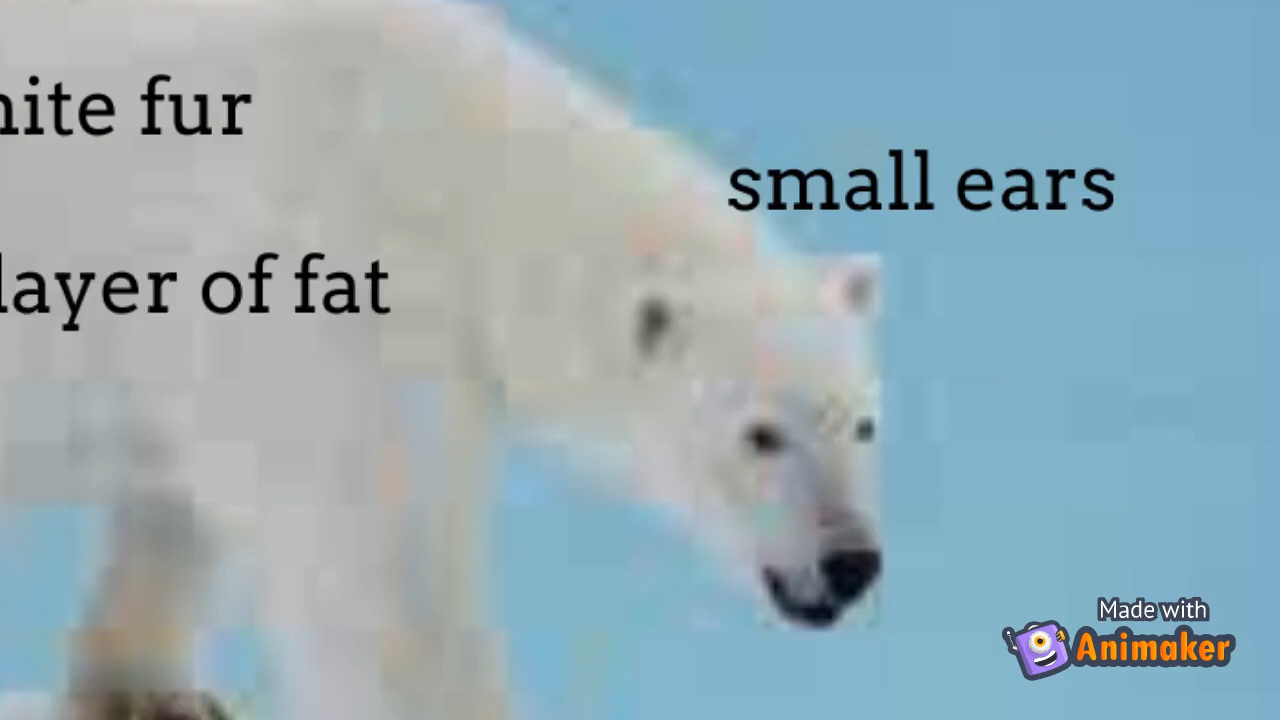 hite fur
small ears
layer of fat
Made with
Animaker